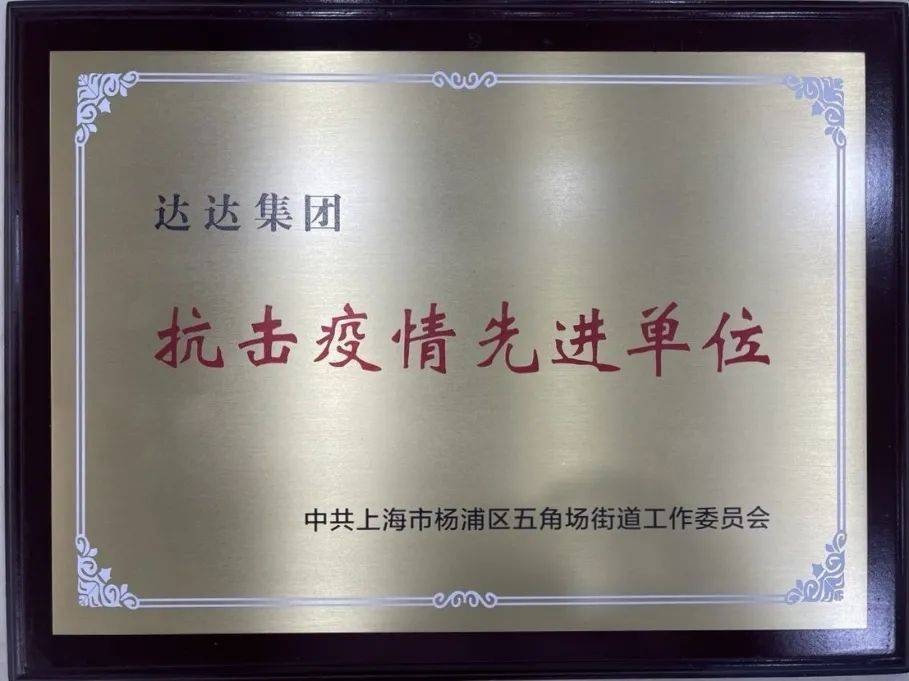 达达集团
抗击疫情先进单位
中共上海市杨浦区五角场街道工作委员会